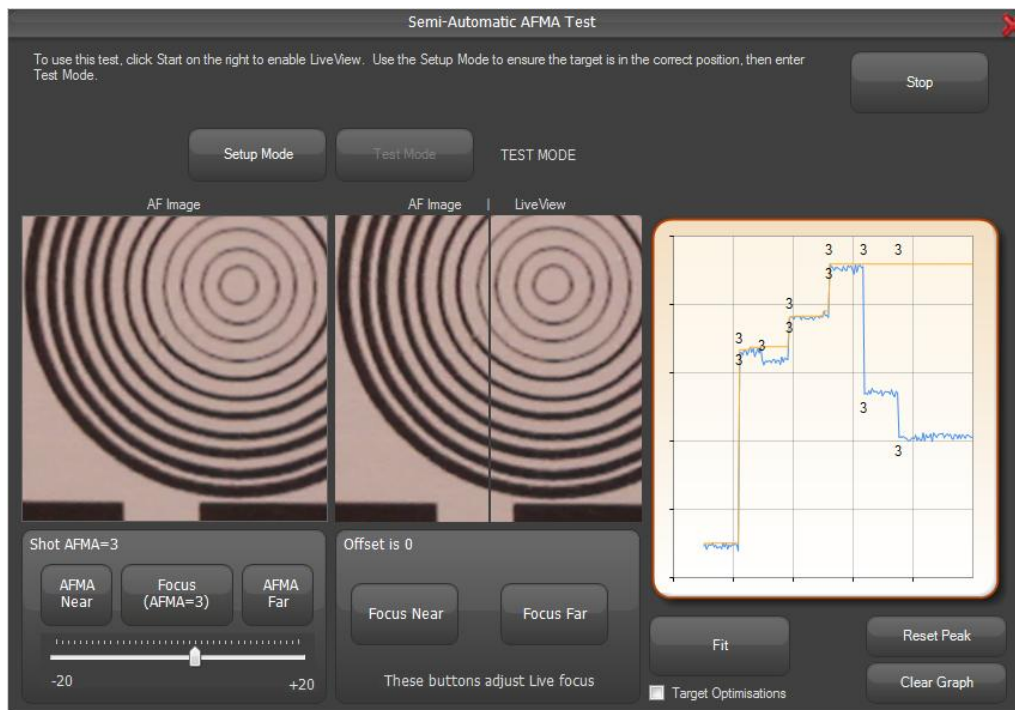 Semi-Automatic AFMA Test
To use this test, click Start on the right to enable LiveView. Use the Setup Mode to ensure the target is in the correct position, then enter
Test Mode.
Stop
Setup Mode
Test Mode
TEST MODE
AF Image
AF Image | LiveView
3 3 3
3
3
3
3
3
3
3
3
Shot AFMA=3
AFMA
Near
Focus
(AFMA=3)
AFMA
Far
-20
+20
Offset is 0
Focus Near
Focus Far
These buttons adjust Live focus
Fit
Target Optimisations
Reset Peak
Clear Graph